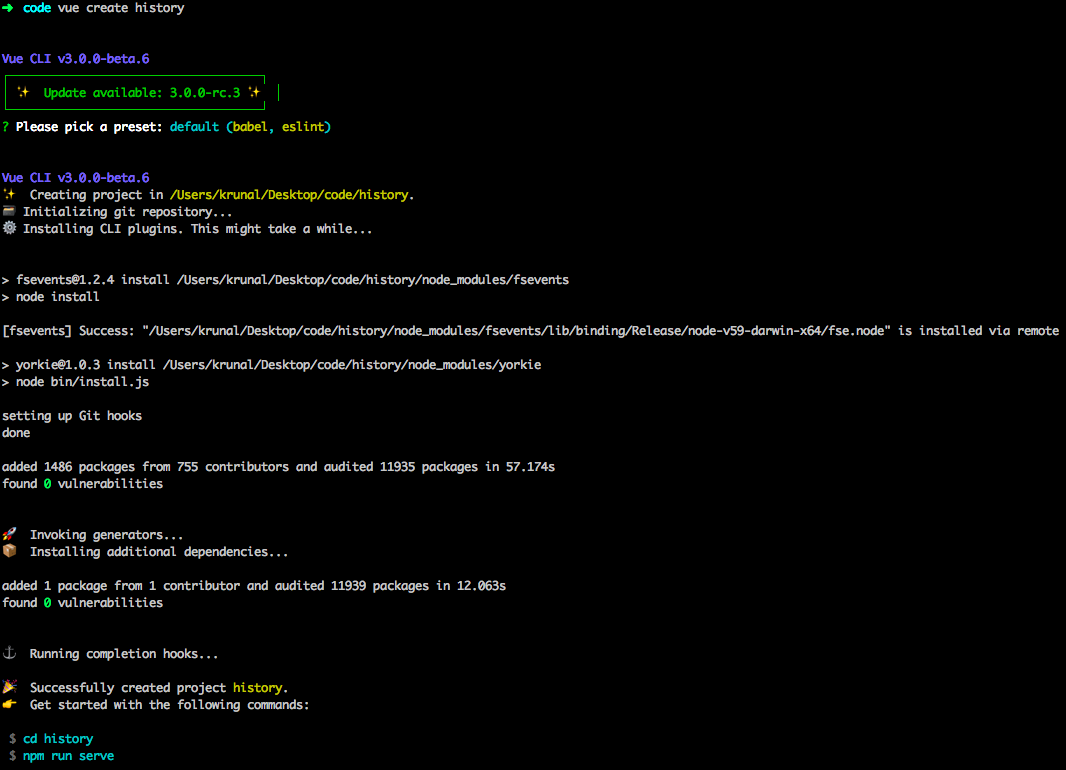 ➜ code vue create history
Vue CLI v3.0.0-beta.6
✨ Update available: 3.0.0-rc.3 ✨
? Please pick a preset: default (babel, eslint)
Vue CLI v3.0.0-beta.6
✨ Creating project in /Users/krunal/Desktop/code/history.
🗃 Initializing git repository...
⚙ Installing CLI plugins. This might take a while...
> fsevents@1.2.4 install /Users/krunal/Desktop/code/history/node_modules/fsevents
> node install
[fsevents] Success: "/Users/krunal/Desktop/code/history/node_modules/fsevents/lib/binding/Release/node-v59-darwin-x64/fse.node" is installed via remote
> yorkie@1.0.3 install /Users/krunal/Desktop/code/history/node_modules/yorkie
> node bin/install.js
setting up Git hooks
done
added 1486 packages from 755 contributors and audited 11935 packages in 57.174s
found 0 vulnerabilities
🚀 Invoking generators...
📦 Installing additional dependencies...
added 1 package from 1 contributor and audited 11939 packages in 12.063s
found 0 vulnerabilities
⚓ Running completion hooks...
🎉 Successfully created project history.
👉 Get started with the following commands:
$ cd history
$ npm run serve